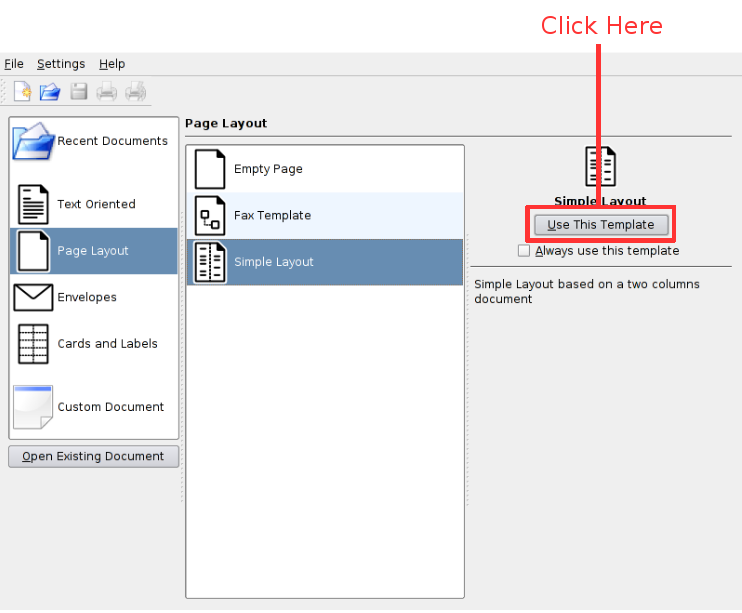 Click Here
File Settings Help
Recent Documents
Text Oriented
Page Layout
Envelopes
Cards and Labels
Custom Document
Open Existing Document
Page Layout
Empty Page
Fax Template
Simple Layout
Simple Layout
Use This Template
Always use this template
Simple Layout based on a two columns
document